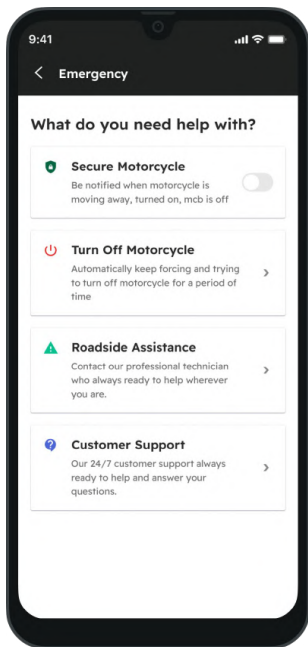 9:41
Emergency
What do you need help with?
Secure Motorcycle
Be notified when motorcycle is
moving away, turned on, mcb is off
Turn Off Motorcycle
Automatically keep forcing and trying
to turn off motorcycle for a period of
time
Roadside Assistance
Contact our professional technician
who always ready to help wherever
you are.
Customer Support
Our 24/7 customer support always
ready to help and answer your
questions.